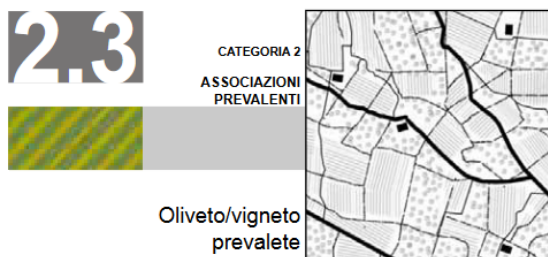 2.3
CATEGORIA 2
ASSOCIAZIONI
PREVALENTI
Oliveto/vigneto
prevalete